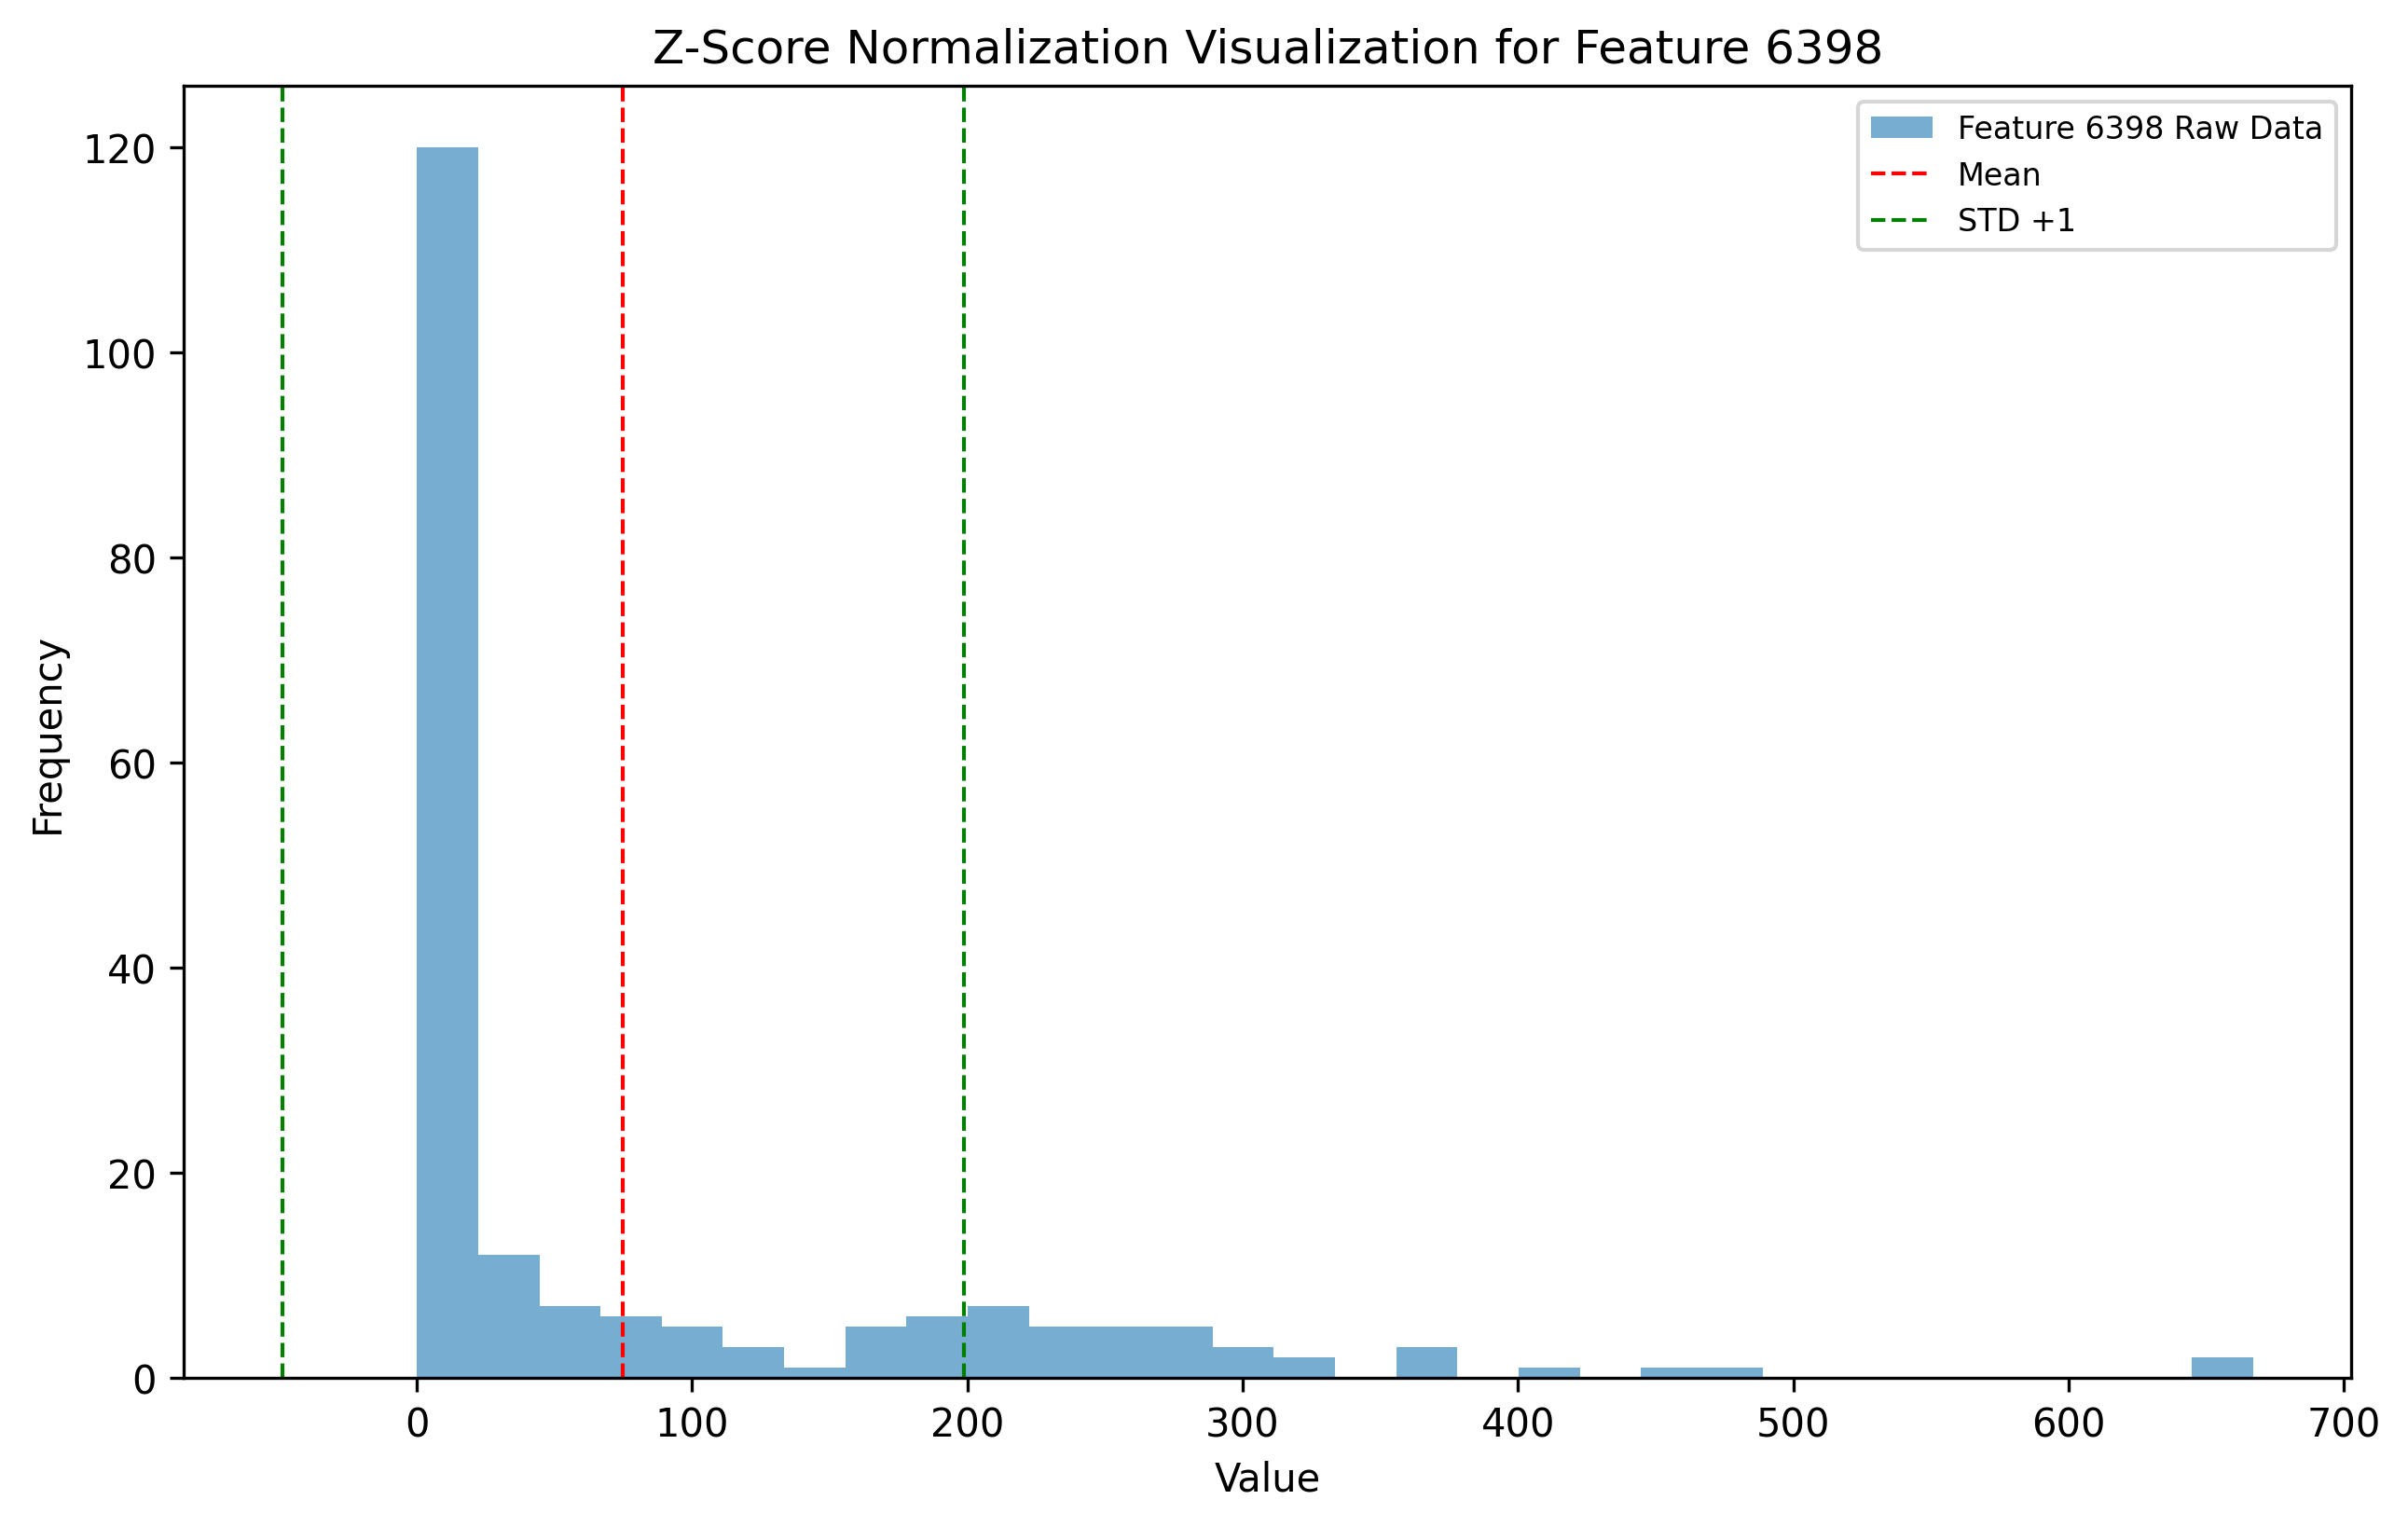 Z-Score Normalization Visualization for Feature 6398
Feature 6398 Raw Data
Mean
STD +1
120
100
80
60
40
20
0
Frequency
0 100 200 300 400 500 600 700
Value